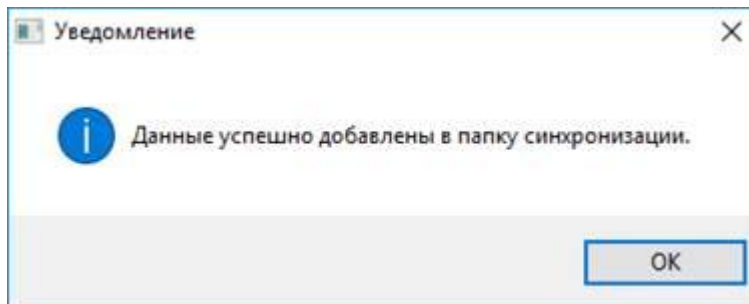 Уведомление
Данные успешно добавлены в папку синхронизации.
OK